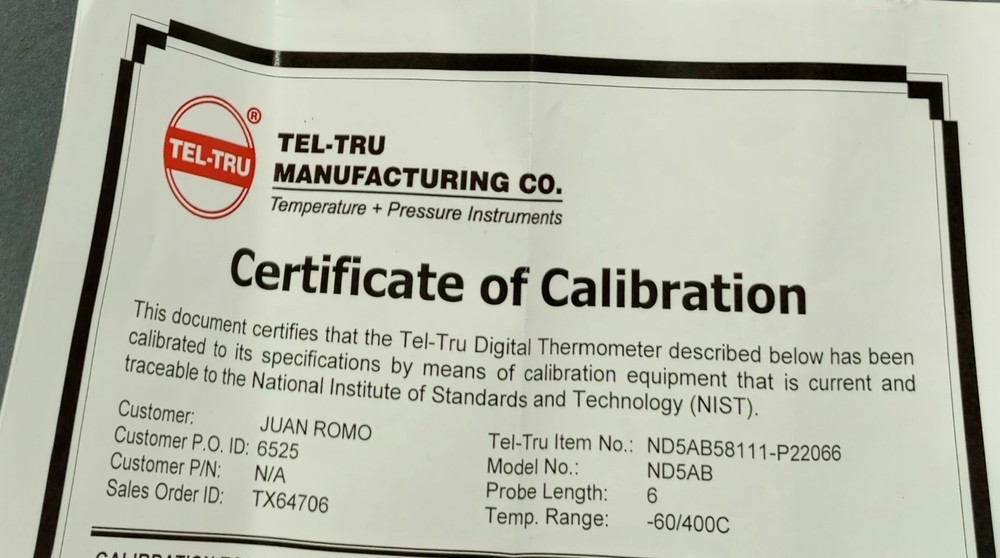 TEL-TRU ®
TEL-TRU
MANUFACTURING CO.
Temperature + Pressure Instruments
Certificate of Calibration
This document certifies that the Tel-Tru Digital Thermometer described below has been
calibrated to its specifications by means of calibration equipment that is current and
traceable to the National Institute of Standards and Technology (NIST).
Customer: JUAN ROMO
Customer P.O. ID: 6525
Customer P/N: N/A
Sales Order ID: TX64706
Tel-Tru Item No.: ND5AB58111-P22066
Model No.: ND5AB
Probe Length: 6
Temp. Range: -60/400C